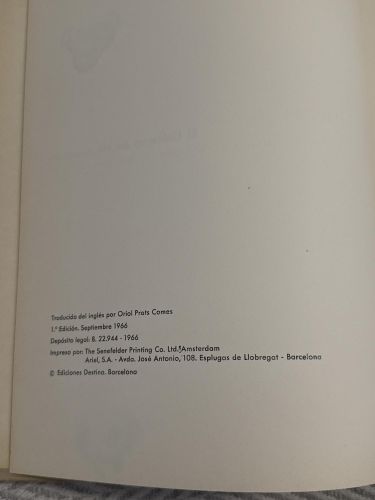 Traducido del inglés por Oriol Prats Comas
1.ª Edición. Septiembre 1966
Depósito legal: B. 22.944 - 1966
Impreso por: The Senefelder Printing Co. Ltd. Amsterdam
Ariel, S.A. - Avda. José Antonio, 108. Esplugas de Llobregat - Barcelona
© Ediciones Destino. Barcelona